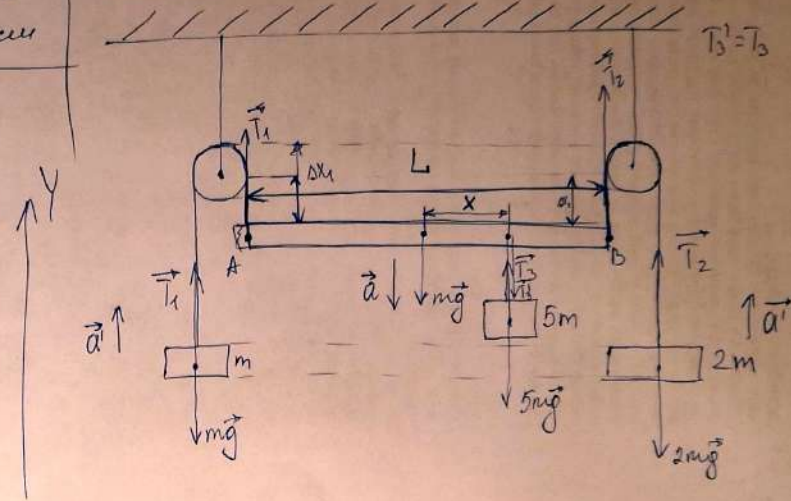 T₃' = T₃
T₂
T₁
L
Δx₁
Y
x
A
B
T₁
a
mg
T₃
5m
T₂
a'
m
a'
2m
5mg
mg
2mg